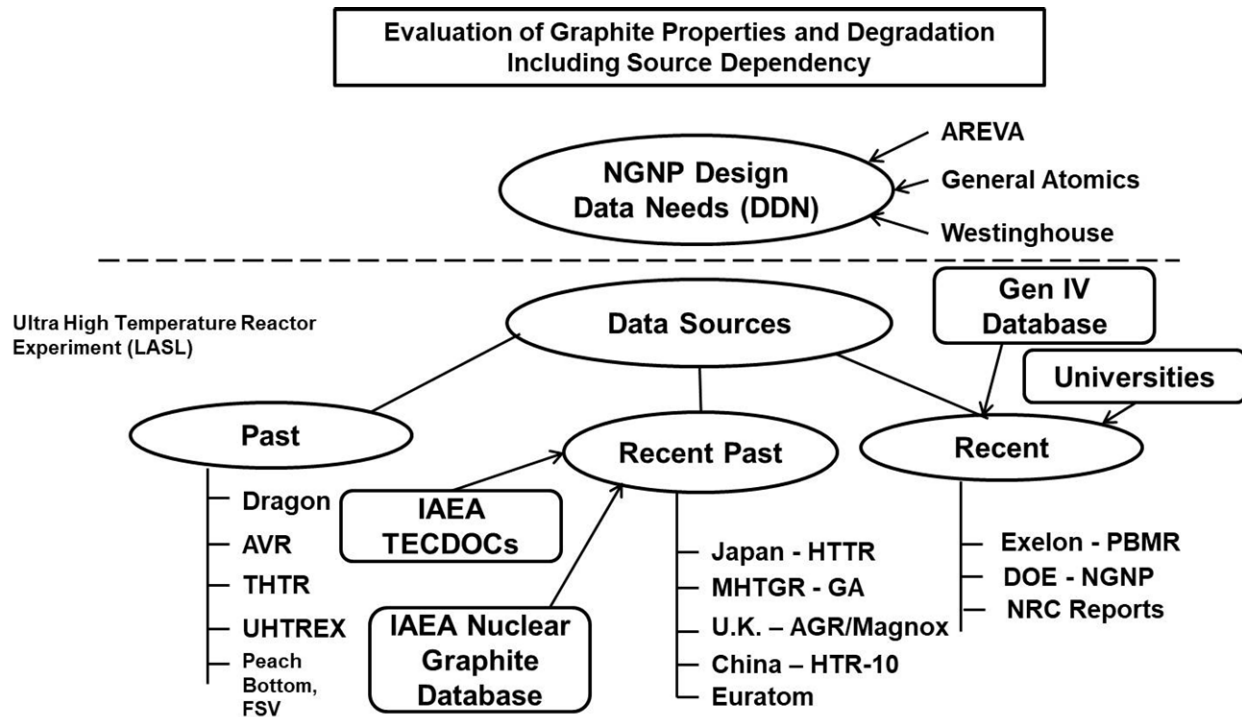 Evaluation of Graphite Properties and Degradation
Including Source Dependency
NGNP Design
Data Needs (DDN)
AREVA
General Atomics
Westinghouse
Ultra High Temperature Reactor
Experiment (LASL)
Data Sources
Gen IV
Database
Universities
Past
Recent Past
Recent
Dragon
AVR
THTR
UHTREX
Peach
Bottom,
FSV
IAEA
TECDOCs
IAEA Nuclear
Graphite
Database
Japan - HTTR
MHTGR - GA
U.K. – AGR/Magnox
China – HTR-10
Euratom
Exelon - PBMR
DOE - NGNP
NRC Reports